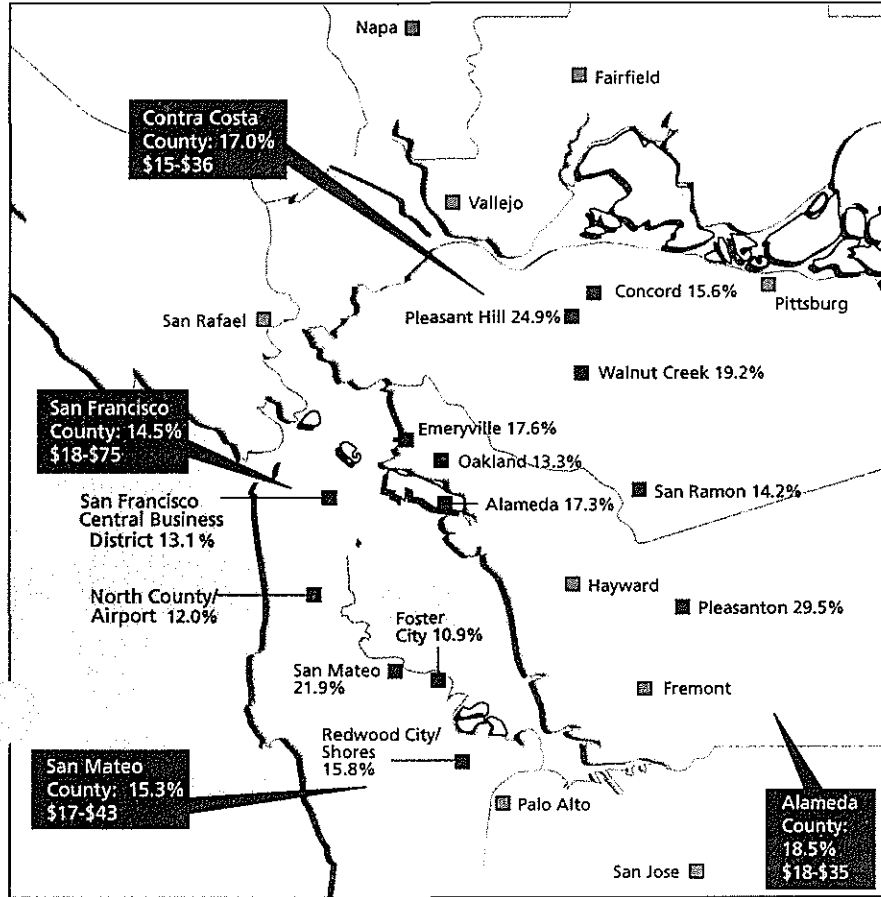 Napa
Fairfield
Contra Costa
County: 17.0%
$15-$36
Vallejo
Concord 15.6%
Pittsburg
San Rafael
Pleasant Hill 24.9%
Walnut Creek 19.2%
San Francisco
County: 14.5%
$18-$75
Emeryville 17.6%
Oakland 13.3%
San Ramon 14.2%
San Francisco
Central Business
District 13.1%
Alameda 17.3%
Hayward
North County/
Airport 12.0%
Pleasanton 29.5%
Foster
City 10.9%
San Mateo
21.9%
Fremont
Redwood City/
Shores
15.8%
San Mateo
County: 15.3%
$17-$43
Palo Alto
Alameda
County:
18.5%
$18-$35
San Jose